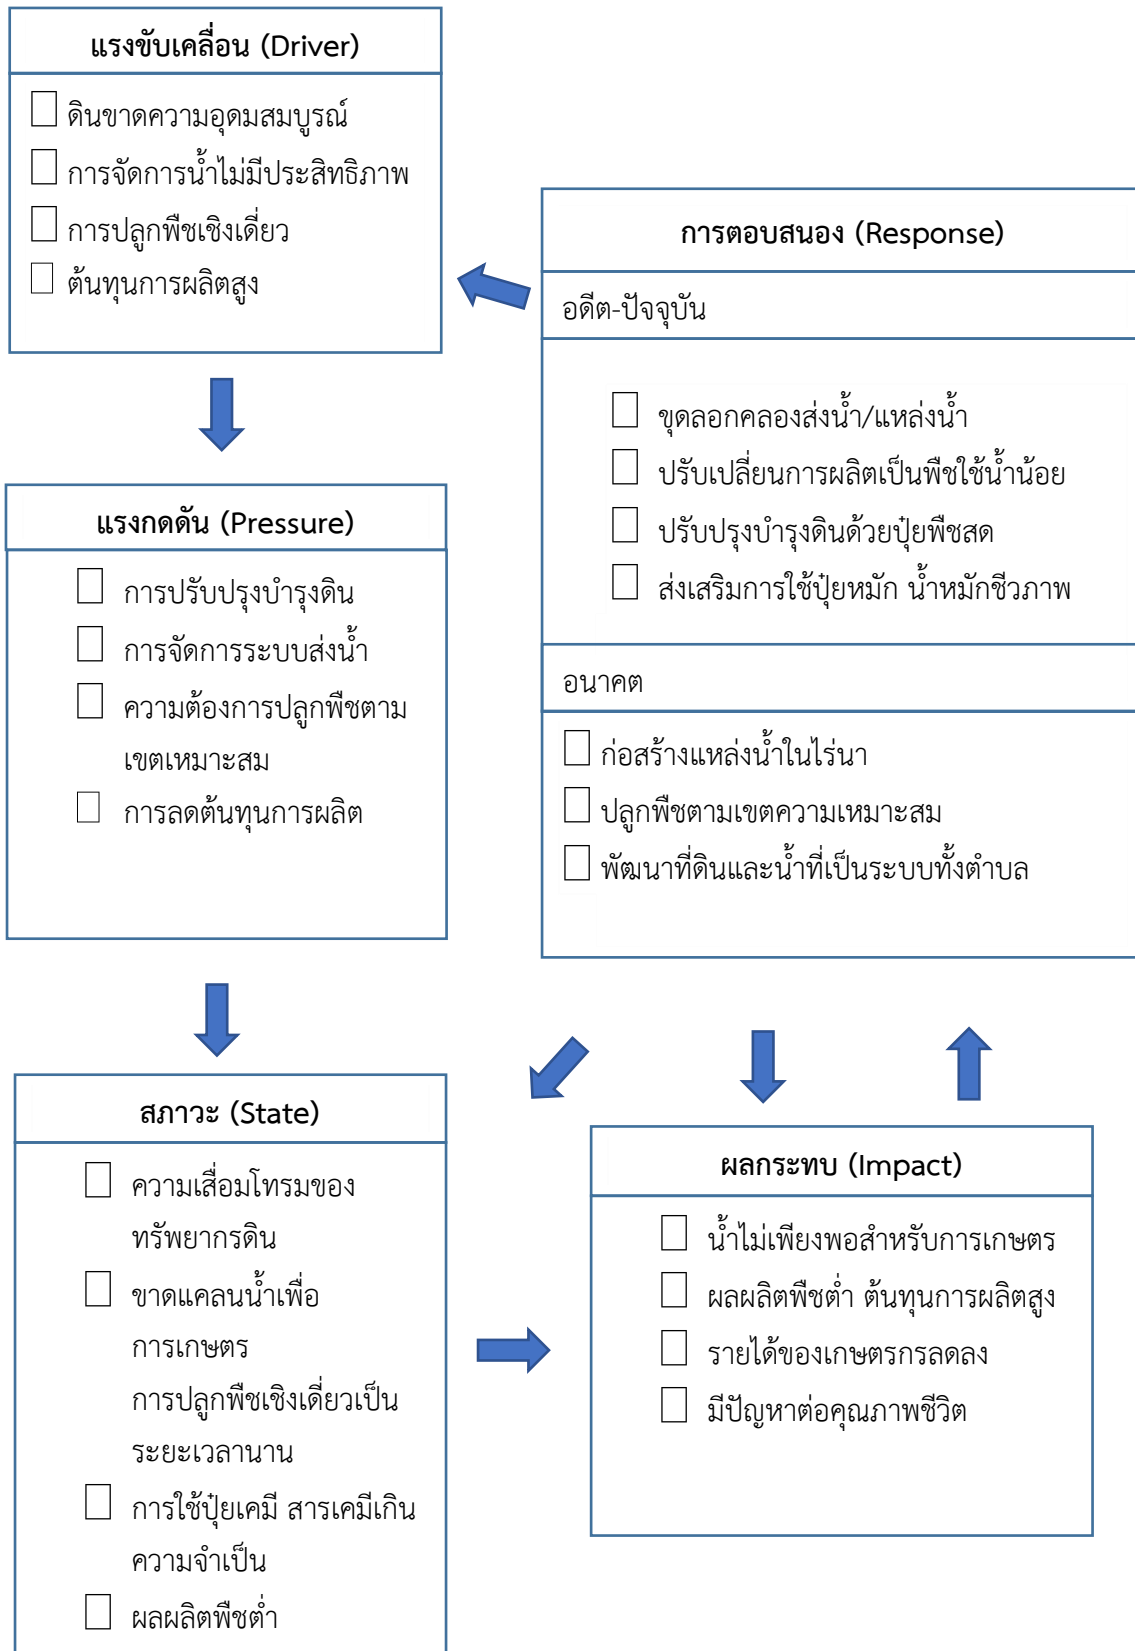 แรงขับเคลื่อน (Driver)
ดินขาดความอุดมสมบูรณ์
การจัดการน้ำไม่มีประสิทธิภาพ
การปลูกพืชเชิงเดี่ยว
ต้นทุนการผลิตสูง
การตอบสนอง (Response)
อดีต-ปัจจุบัน
ขุดลอกคลองส่งน้ำ/แหล่งน้ำ
ปรับเปลี่ยนการผลิตเป็นพืชใช้น้ำน้อย
ปรับปรุงบำรุงดินด้วยปุ๋ยพืชสด
ส่งเสริมการใช้ปุ๋ยหมัก น้ำหมักชีวภาพ
อนาคต
ก่อสร้างแหล่งน้ำในไร่นา
ปลูกพืชตามเขตความเหมาะสม
พัฒนาที่ดินและน้ำที่เป็นระบบทั้งตำบล
แรงกดดัน (Pressure)
การปรับปรุงบำรุงดิน
การจัดการระบบส่งน้ำ
ความต้องการปลูกพืชตาม
เขตเหมาะสม
การลดต้นทุนการผลิต
สภาวะ (State)
ความเสื่อมโทรมของ
ทรัพยากรดิน
ขาดแคลนน้ำเพื่อ
การเกษตร
การปลูกพืชเชิงเดี่ยวเป็น
ระยะเวลานาน
การใช้ปุ๋ยเคมี สารเคมีเกิน
ความจำเป็น
ผลผลิตพืชต่ำ
ผลกระทบ (Impact)
น้ำไม่เพียงพอสำหรับการเกษตร
ผลผลิตพืชต่ำ ต้นทุนการผลิตสูง
รายได้ของเกษตรกรลดลง
มีปัญหาต่อคุณภาพชีวิต